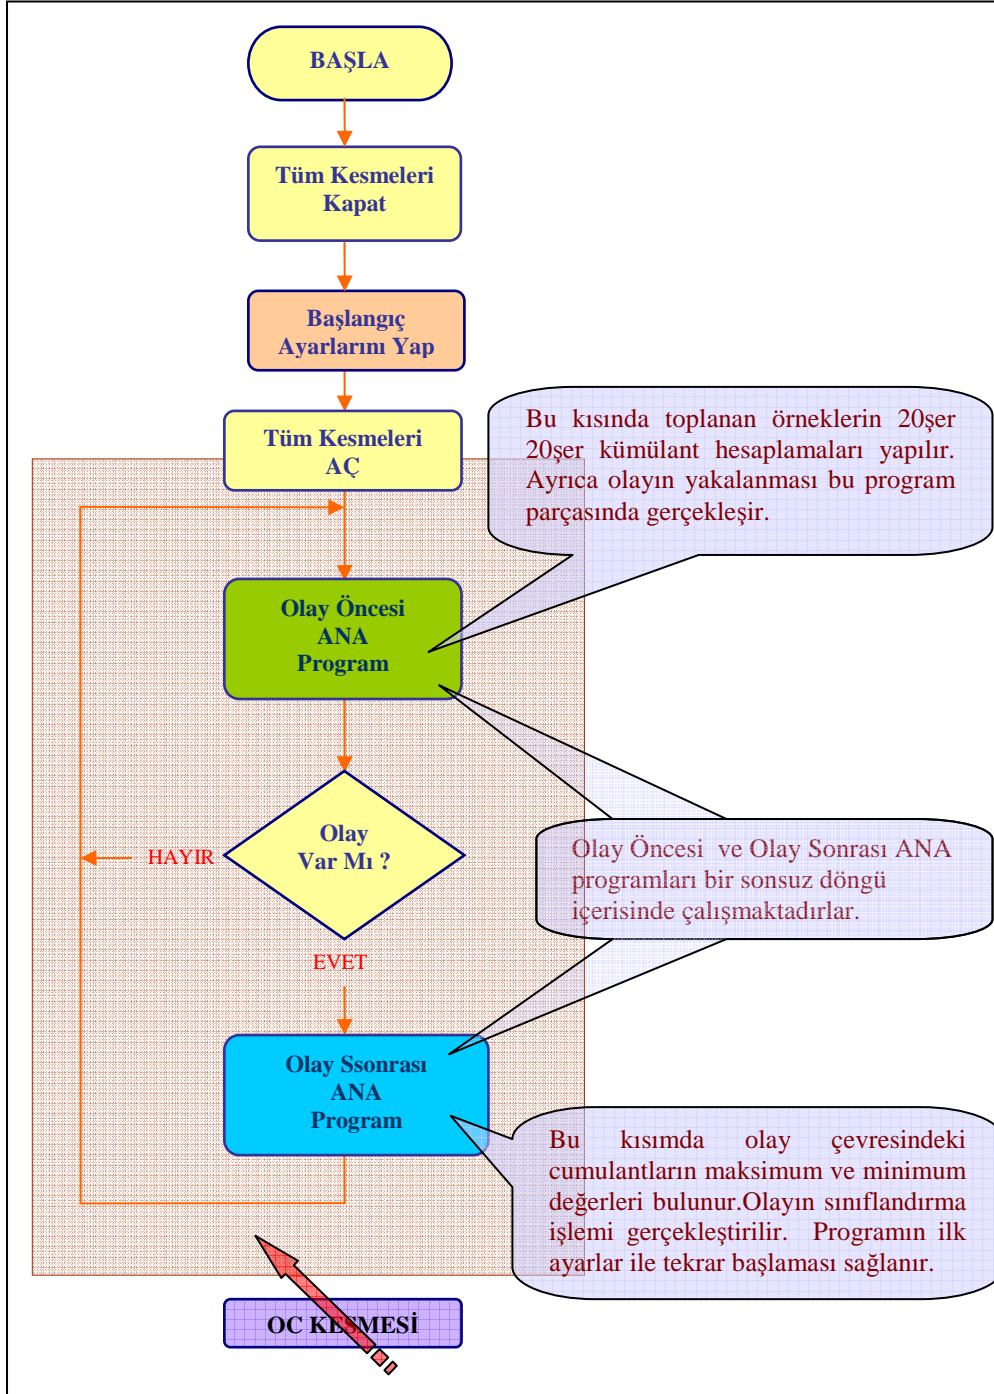 BAŞLA
Tüm Kesmeleri
Kapat
Başlangıç
Ayarlarını Yap
Tüm Kesmeleri
AÇ
Bu kısında toplanan örneklerin 20şer
20şer kümülant hesaplamaları yapılır.
Ayrıca olayın yakalanması bu program
parçasında gerçekleşir.
Olay Öncesi
ANA
Program
Olay
Var Mı ?
HAYIR
EVET
Olay Öncesi ve Olay Sonrası ANA
programları bir sonsuz döngü
içerisinde çalışmaktadırlar.
Olay Ssonrası
ANA
Program
Bu kısımda olay çevresindeki
cumulantların maksimum ve minimum
değerleri bulunur.Olayın sınıflandırma
işlemi gerçekleştirilir. Programın ilk
ayarlar ile tekrar başlaması sağlanır.
OC KESMESİ